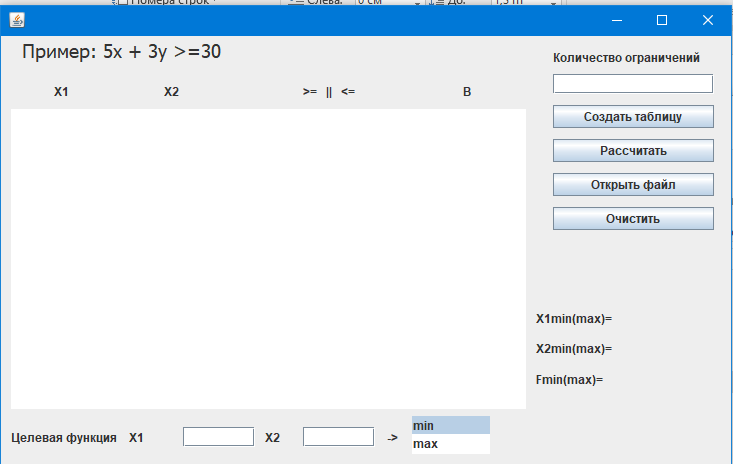 Номера строк
Слева:
0 см
До:
Пример: 5x + 3y >=30
Количество ограничений
X1 X2 >= || <= B
Создать таблицу
Рассчитать
Открыть файл
Очистить
X1min(max)=
X2min(max)=
Fmin(max)=
Целевая функция X1 X2 ->
min
max